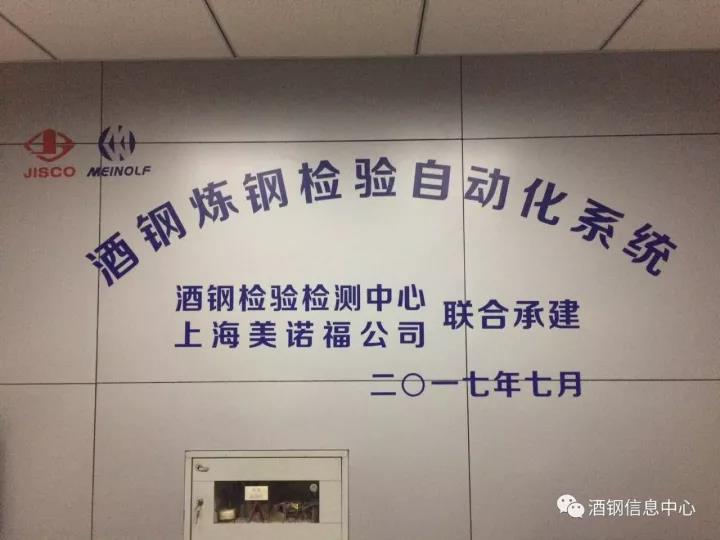 JISCO MEINOLF
酒钢炼钢检验自动化系统
酒钢检验检测中心
上海美诺福公司
联合承建
二〇一七年七月
酒钢信息中心